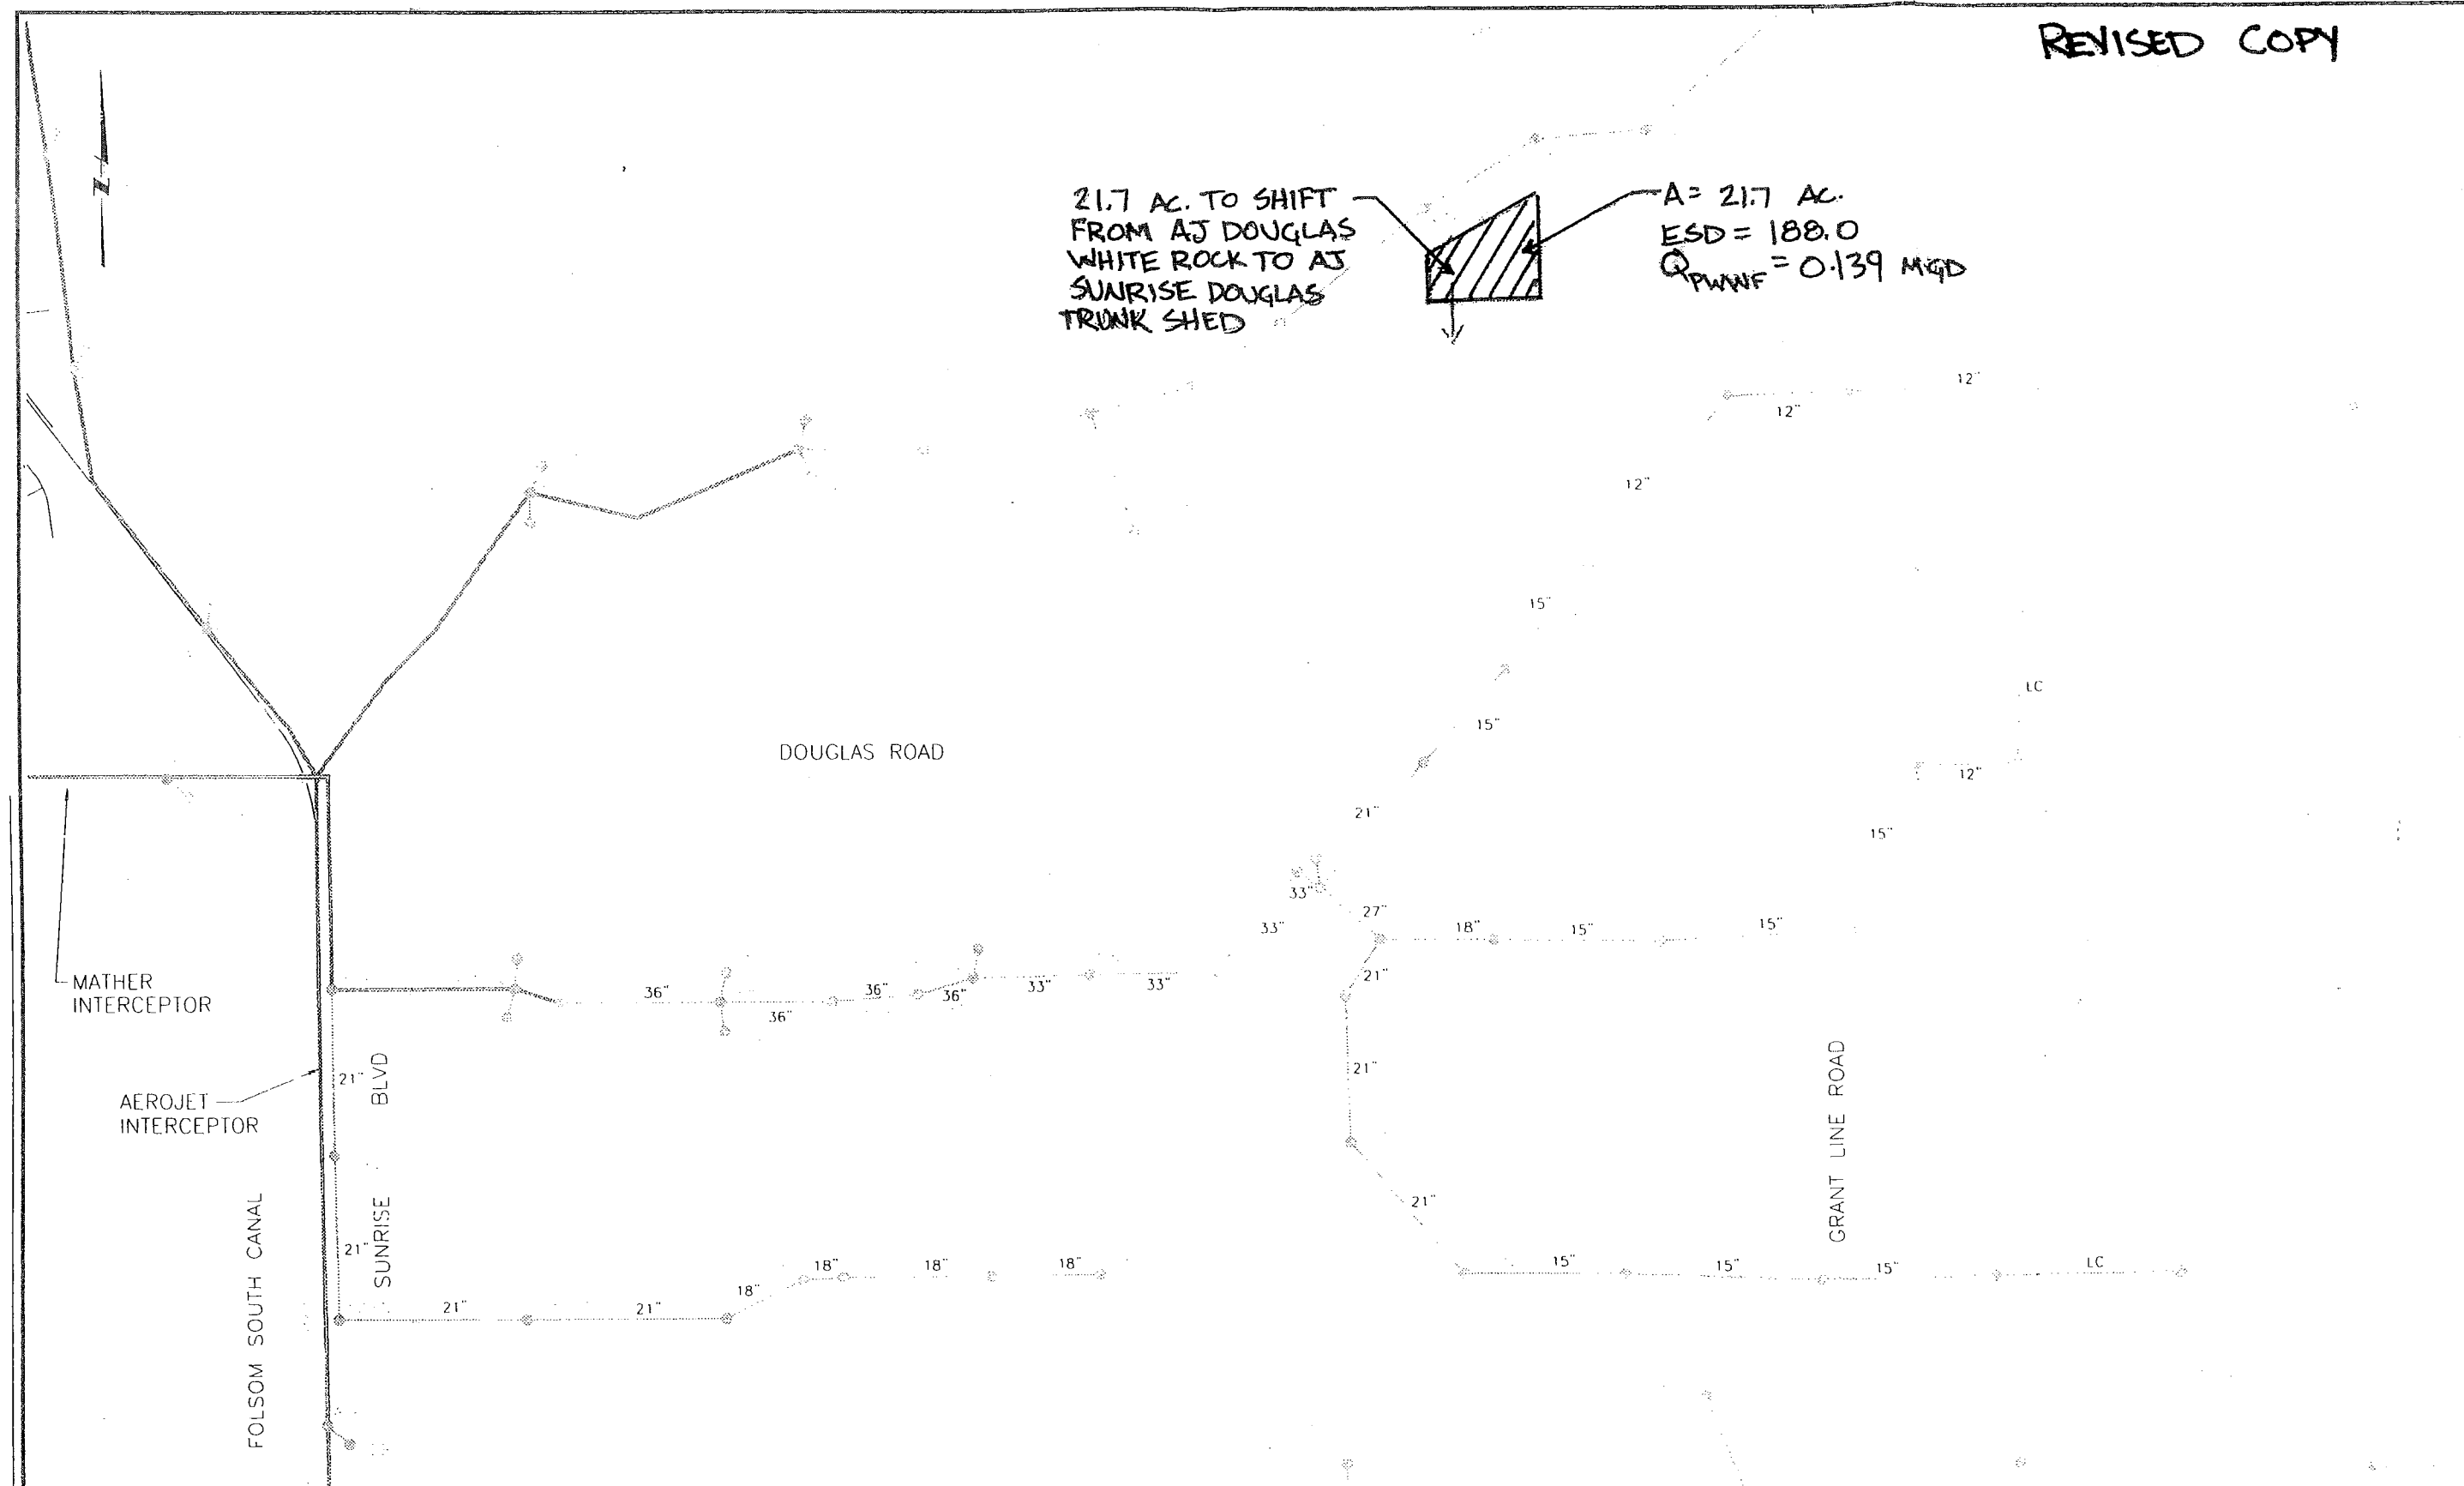 REVISED COPY
21.7 AC. TO SHIFT
FROM AJ DOUGLAS
WHITE ROCK TO AJ
SUNRISE DOUGLAS
TRUNK SHED
A= 21.7 AC.
ESD = 188.0
QPWWF = 0.139 MGD
N
12"
12"
12"
15"
LC
15"
DOUGLAS ROAD
12"
21"
15"
33"
27"
33"
18"
15"
15"
21"
MATHER
INTERCEPTOR
36"
36"
36"
33"
33"
36"
21"
21"
BLVD
AEROJET
INTERCEPTOR
GRANT LINE ROAD
21"
FOLSOM SOUTH CANAL
SUNRISE
21"
18"
18"
18"
15"
15"
15"
LC
18"
21"
21"